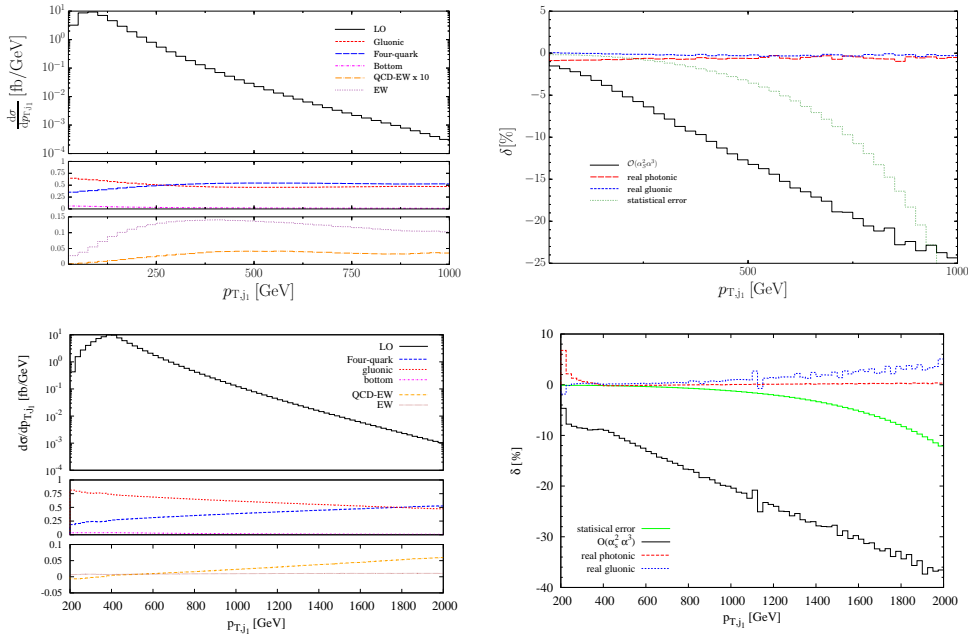 10^1
10^0
10^-1
10^-2
10^-3
10^-4
dσ/dp_T,j1 [fb/GeV]
LO
Gluonic
Four-quark
Bottom
QCD-EW x 10
EW
1
0.75
0.5
0.25
0
0.15
0.1
0.05
0
250
500
750
1000
p_T,j1 [GeV]
0
−5
−10
−15
−20
−25
δ[%]
O(α_S^2 α^3)
real photonic
real gluonic
statistical error
500
1000
p_T,j1 [GeV]
10^1
10^0
10^-1
10^-2
10^-3
10^-4
dσ/dp_T,j1 [fb/GeV]
LO
Four-quark
gluonic
bottom
QCD-EW
EW
1
0.75
0.5
0.25
0
0.1
0.05
0
-0.05
200 400 600 800 1000 1200 1400 1600 1800 2000
p_T,j1 [GeV]
10
0
-10
-20
-30
-40
δ [%]
statisical error
O(α_s^2 α^3)
real photonic
real gluonic
200 400 600 800 1000 1200 1400 1600 1800 2000
p_T,j1 [GeV]